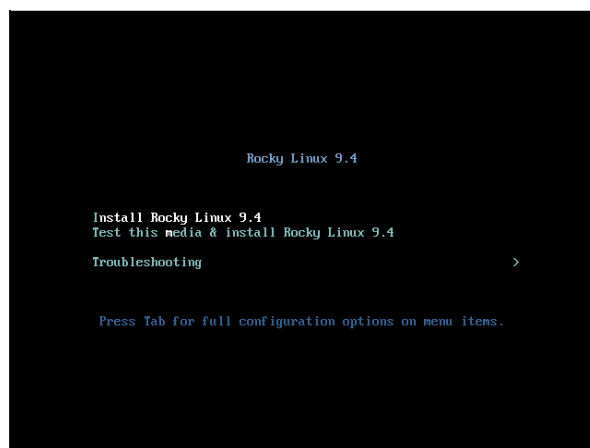 Rocky Linux 9.4
Install Rocky Linux 9.4
Test this media & install Rocky Linux 9.4
Troubleshooting >
Press Tab for full configuration options on menu items.